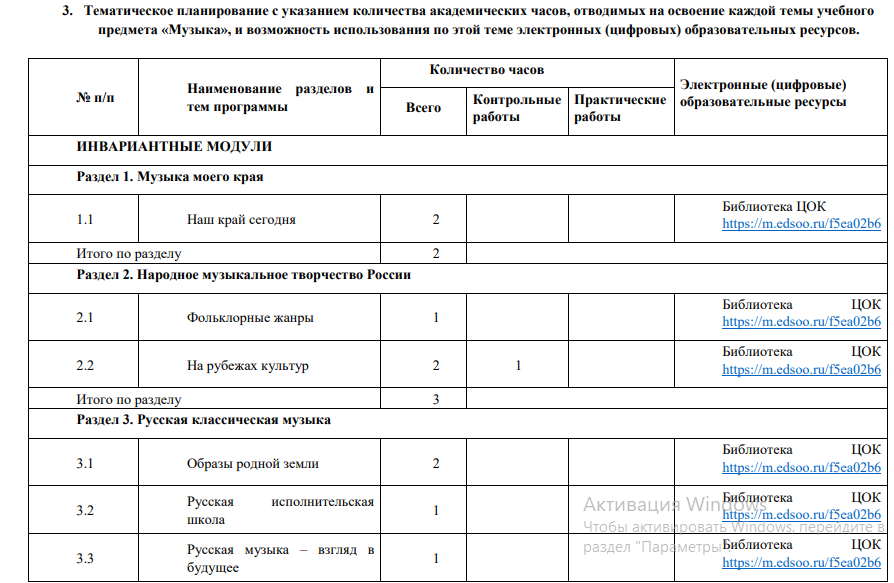 3. Тематическое планирование с указанием количества академических часов, отводимых на освоение каждой темы учебного
предмета «Музыка», и возможность использования по этой теме электронных (цифровых) образовательных ресурсов.
№ п/п
Наименование разделов и
тем программы
Количество часов
Всего
Контрольные
работы
Практические
работы
Электронные (цифровые)
образовательные ресурсы
ИНВАРИАНТНЫЕ МОДУЛИ
Раздел 1. Музыка моего края
1.1 Наш край сегодня 2 Библиотека ЦОК
https://m.edsoo.ru/f5ea02b6
Итого по разделу 2
Раздел 2. Народное музыкальное творчество России
2.1 Фольклорные жанры 1 Библиотека ЦОК
https://m.edsoo.ru/f5ea02b6
2.2 На рубежах культур 2 1 Библиотека ЦОК
https://m.edsoo.ru/f5ea02b6
Итого по разделу 3
Раздел 3. Русская классическая музыка
3.1 Образы родной земли 2 Библиотека ЦОК
https://m.edsoo.ru/f5ea02b6
3.2 Русская исполнительская
школа 1 Библиотека ЦОК
https://m.edsoo.ru/f5ea02b6
3.3 Русская музыка – взгляд в
будущее 1 Библиотека ЦОК
https://m.edsoo.ru/f5ea02b6
Активация Windows
Чтобы активировать Windows, перейдите в
раздел "Параметры".